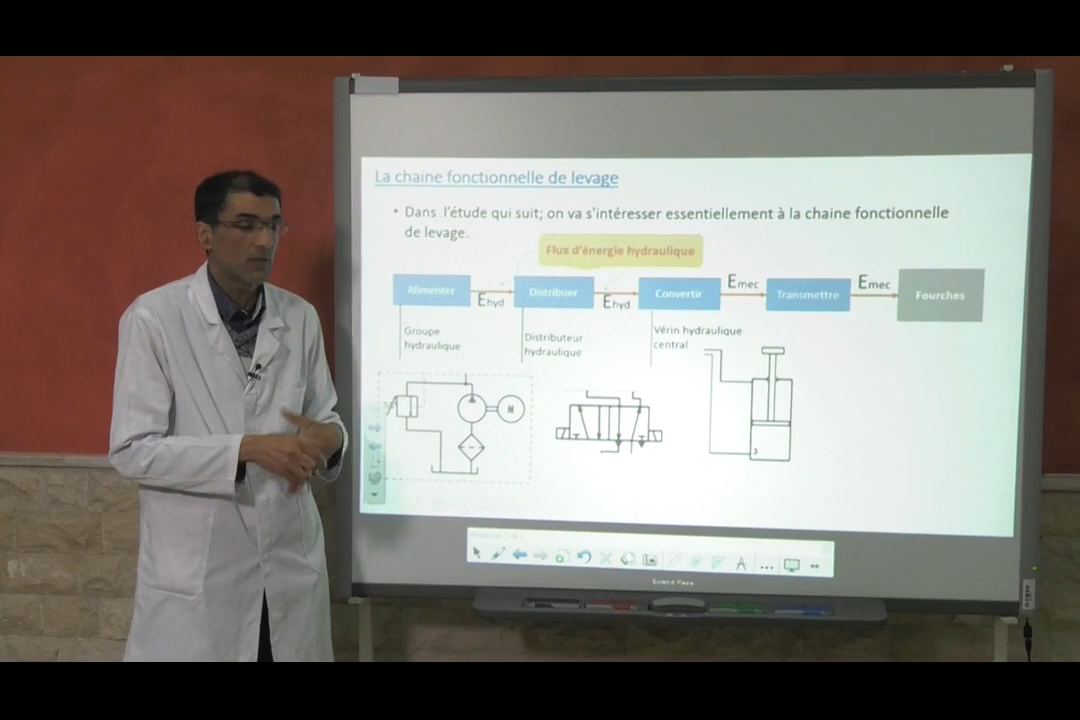 La chaine fonctionnelle de levage
• Dans l'étude qui suit; on va s'intéresser essentiellement à la chaine fonctionnelle
de levage.
Flux d'énergie hydraulique
Alimenter
Ehyd
Distribuer
Ehyd
Convertir
Emec
Transmettre
Emec
Fourches
Groupe
hydraulique
Distributeur
hydraulique
Vérin hydraulique
central
M
3
A